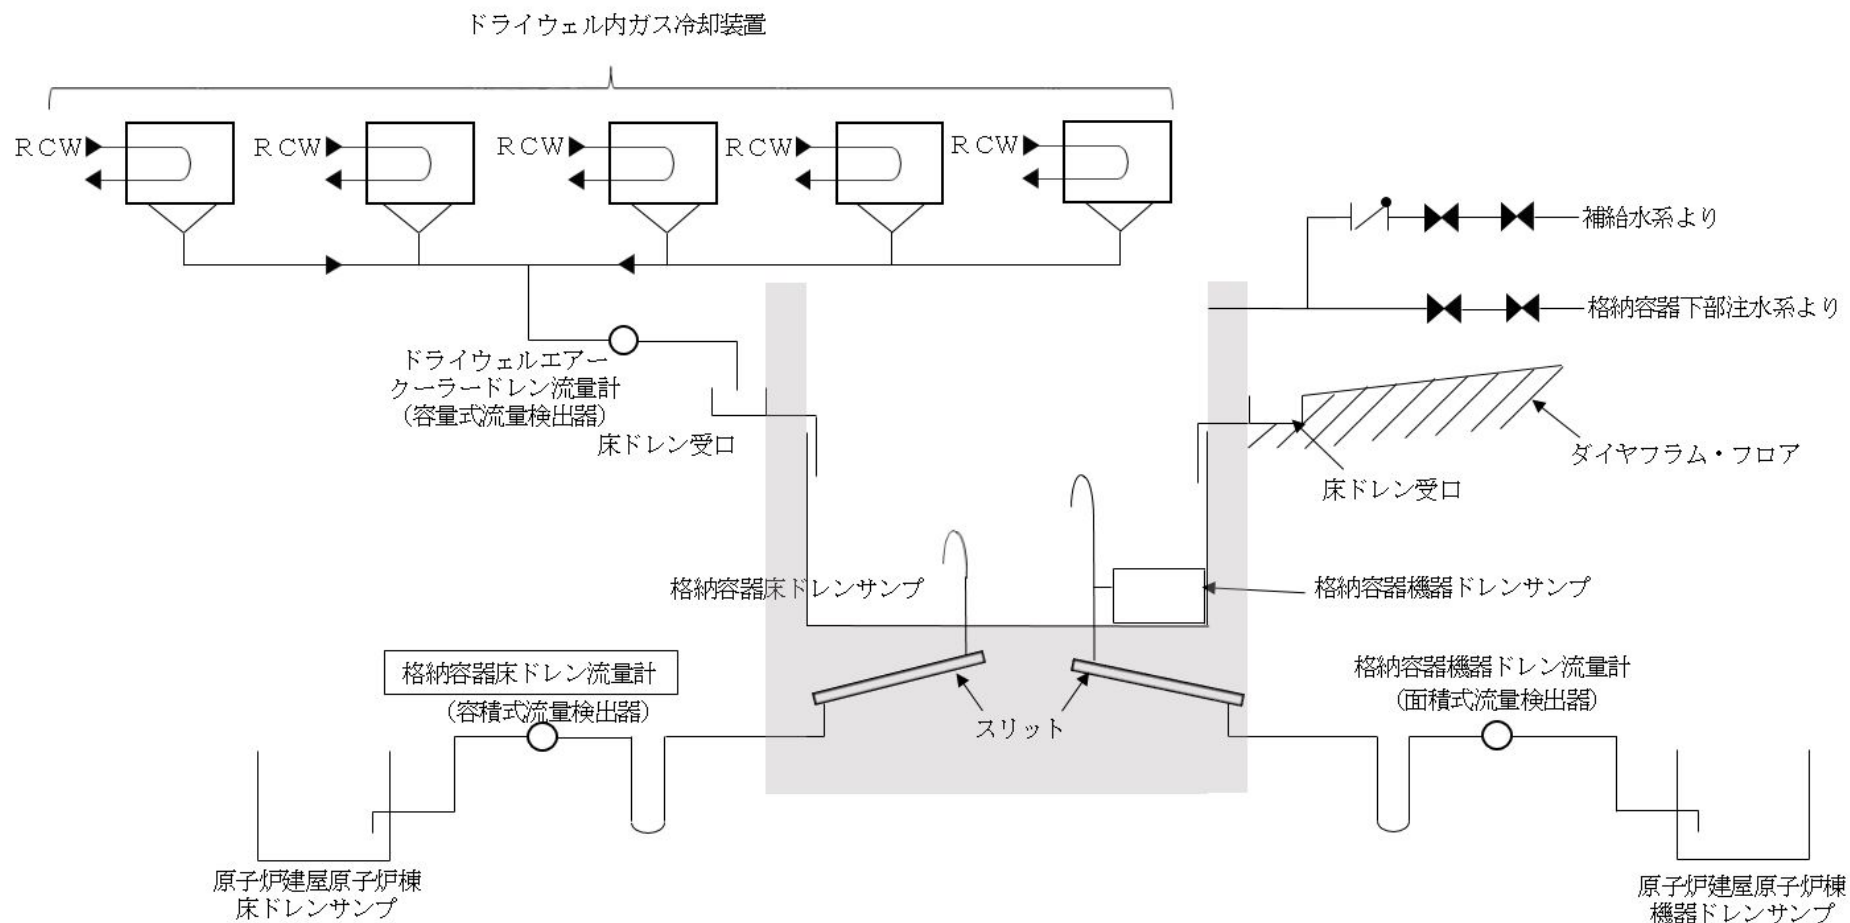 ドライウェル内ガス冷却装置
ＲＣＷ
ＲＣＷ
ＲＣＷ
ＲＣＷ
ＲＣＷ
補給水系より
格納容器下部注水系より
ドライウェルエアー
クーラードレン流量計
(容量式流量検出器)
床ドレン受口
ダイヤフラム・フロア
床ドレン受口
格納容器床ドレンサンプ
格納容器機器ドレンサンプ
格納容器床ドレン流量計
(容積式流量検出器)
スリット
格納容器機器ドレン流量計
(面積式流量検出器)
原子炉建屋原子炉棟
床ドレンサンプ
原子炉建屋原子炉棟
機器ドレンサンプ